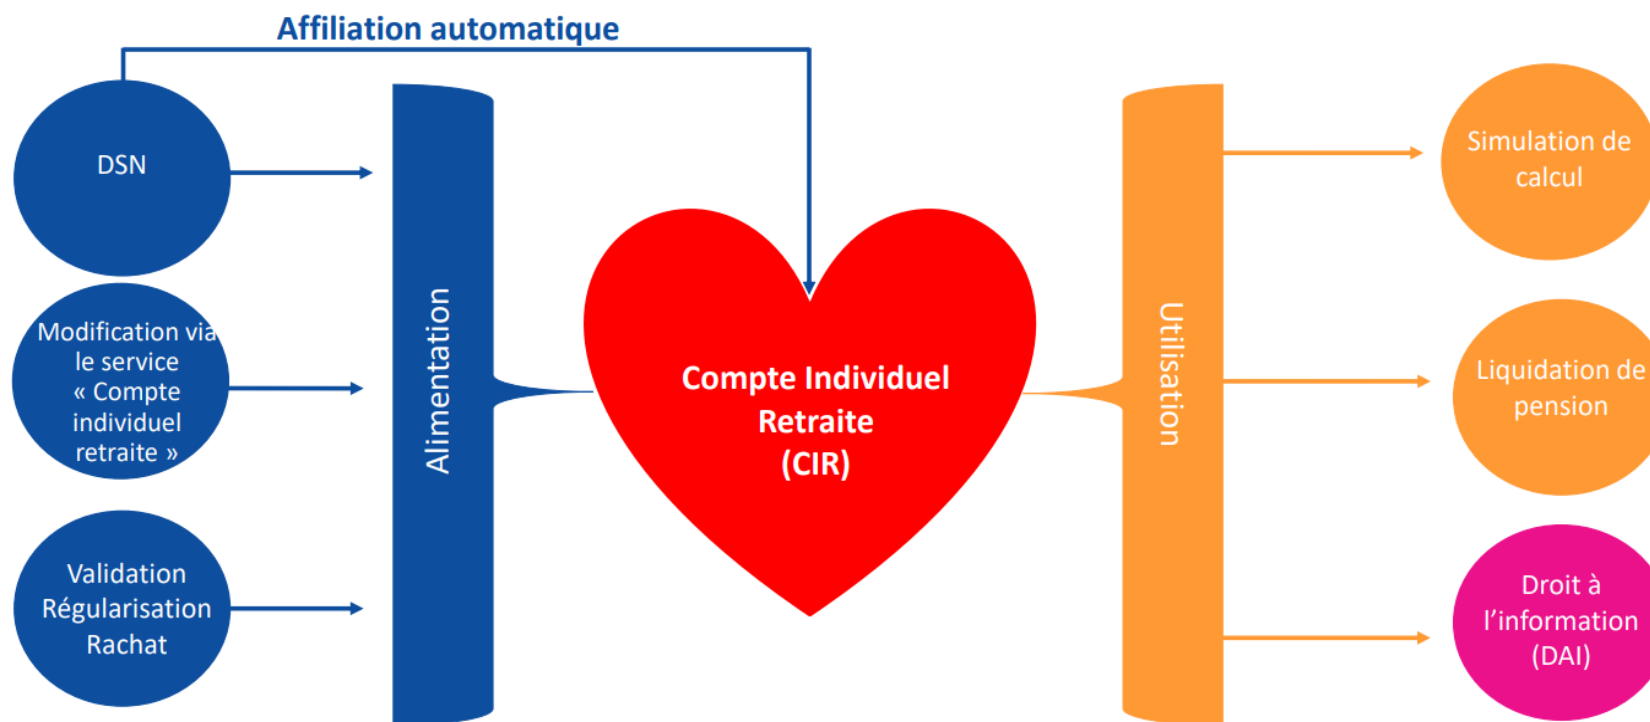 Affiliation automatique
DSN
Modification via
le service
« Compte
individuel
retraite »
Validation
Régularisation
Rachat
Alimentation
Compte Individuel
Retraite
(CIR)
Utilisation
Simulation de
calcul
Liquidation de
pension
Droit à
l’information
(DAI)